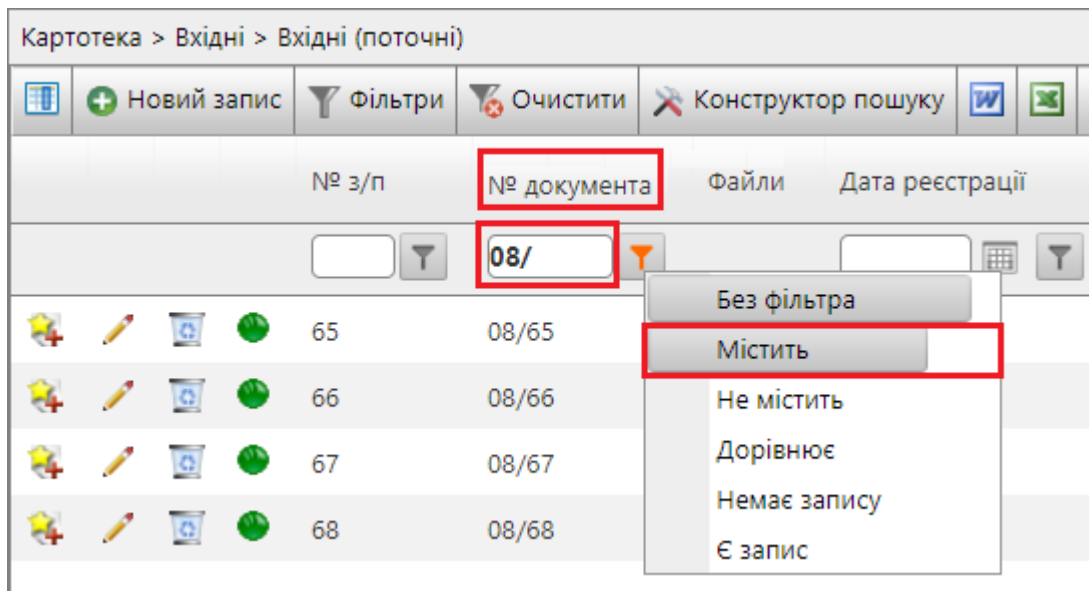 Картотека > Вхідні > Вхідні (поточні)
Новий запис Фільтри Очистити Конструктор пошуку
№ з/п № документа Файли Дата реєстрації
08/
Без фільтра
65 08/65
Містить
66 08/66
Не містить
Дорівнює
67 08/67
Немає запису
68 08/68
Є запис